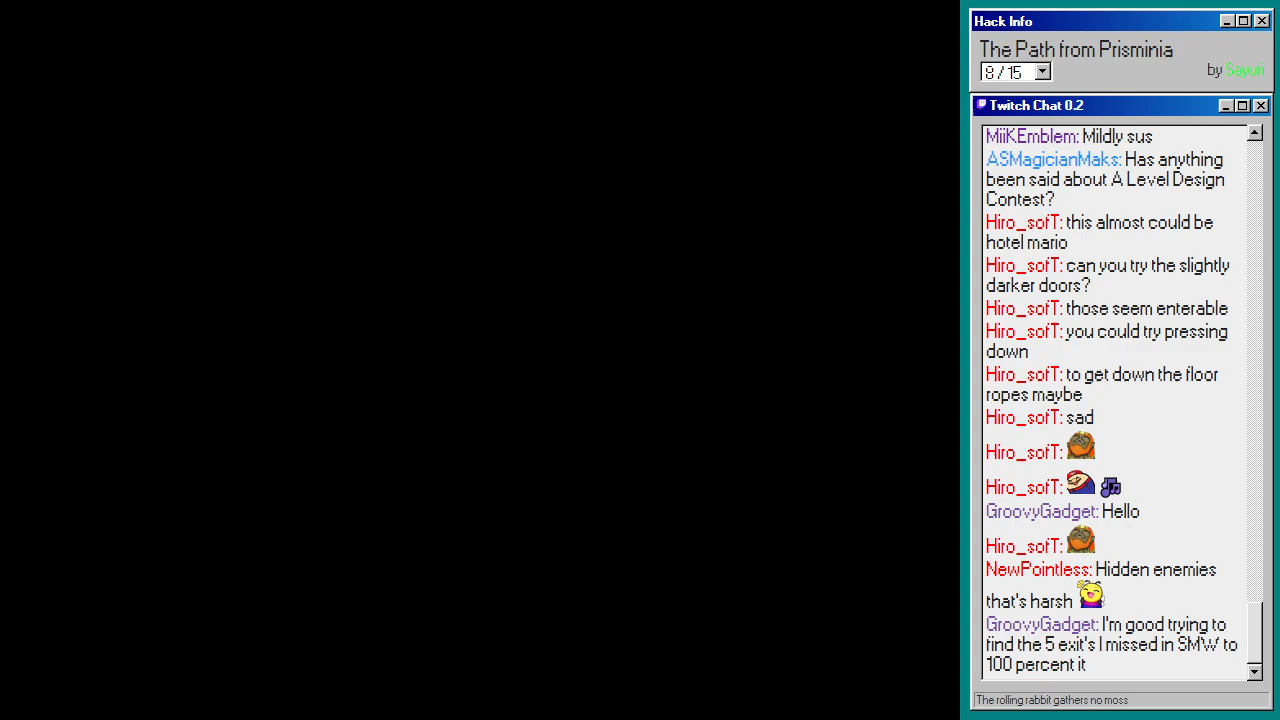 Hack Info
The Path from Prisminia
8 / 15
by Sayuri
Twitch Chat 0.2
MiiKEmblem: Mildly sus
ASMagicianMaks: Has anything
been said about A Level Design
Contest?
Hiro_sofT: this almost could be
hotel mario
Hiro_sofT: can you try the slightly
darker doors?
Hiro_sofT: those seem enterable
Hiro_sofT: you could try pressing
down
Hiro_sofT: to get down the floor
ropes maybe
Hiro_sofT: sad
Hiro_sofT:
Hiro_sofT:
GroovyGadget: Hello
Hiro_sofT:
NewPointless: Hidden enemies
that's harsh
GroovyGadget: I'm good trying to
find the 5 exit's I missed in SMW to
100 percent it
The rolling rabbit gathers no moss